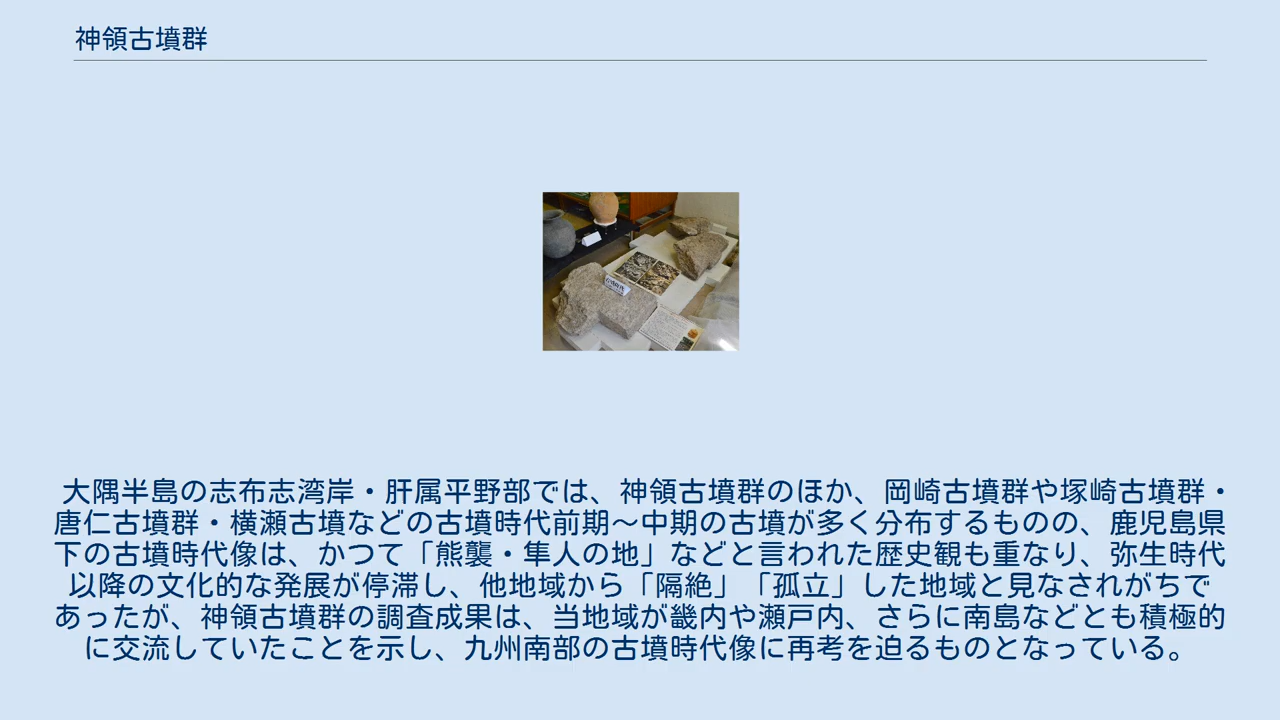 神領古墳群
大隅半島の志布志湾岸・肝属平野部では、神領古墳群のほか、岡崎古墳群や塚崎古墳群・
唐仁古墳群・横瀬古墳などの古墳時代前期～中期の古墳が多く分布するものの、鹿児島県
下の古墳時代像は、かつて「熊襲・隼人の地」などと言われた歴史観も重なり、弥生時代
以降の文化的な発展が停滞し、他地域から「隔絶」「孤立」した地域と見なされがちで
あったが、神領古墳群の調査成果は、当地域が畿内や瀬戸内、さらに南島などとも積極的
に交流していたことを示し、九州南部の古墳時代像に再考を迫るものとなっている。